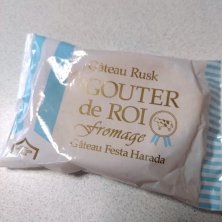 Gâteau Rusk
GOUTER
de ROI
fromage
Gâteau Festa Harada